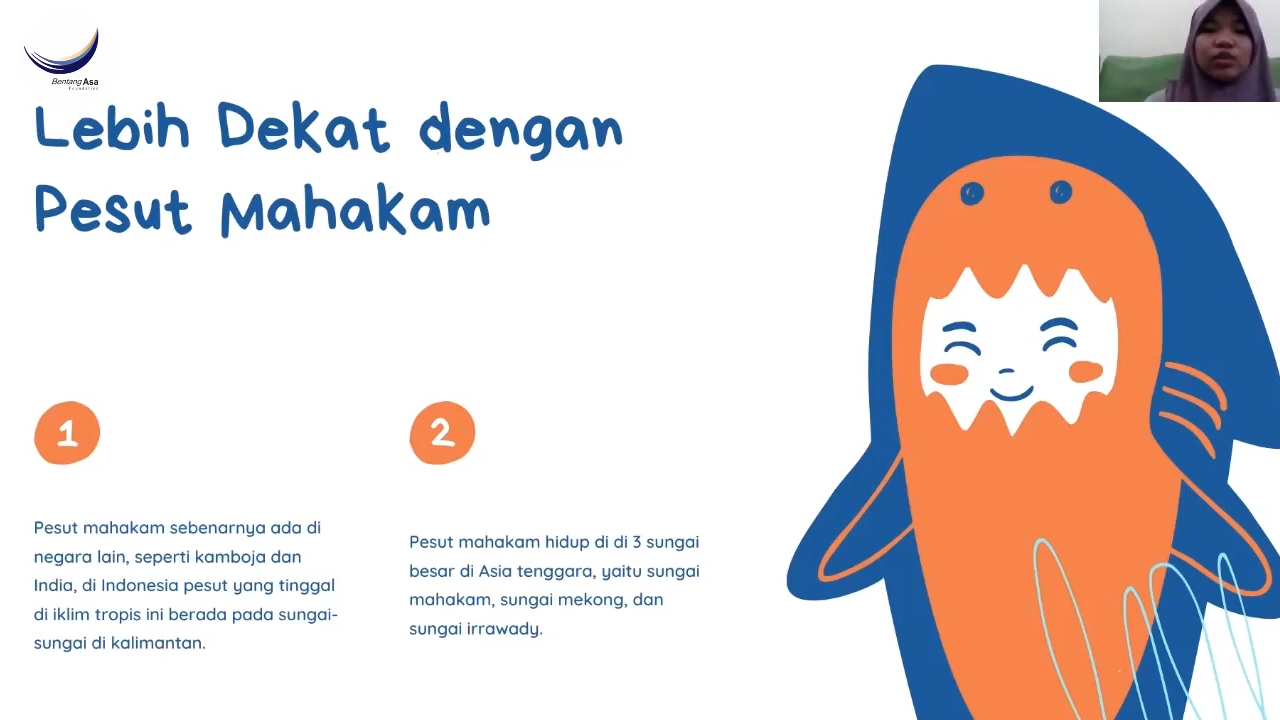 BentangAsa
Foundation
Lebih Dekat dengan
Pesut Mahakam
1
Pesut mahakam sebenarnya ada di
negara lain, seperti kamboja dan
India, di Indonesia pesut yang tinggal
di iklim tropis ini berada pada sungai-
sungai di kalimantan.
2
Pesut mahakam hidup di di 3 sungai
besar di Asia tenggara, yaitu sungai
mahakam, sungai mekong, dan
sungai irrawady.